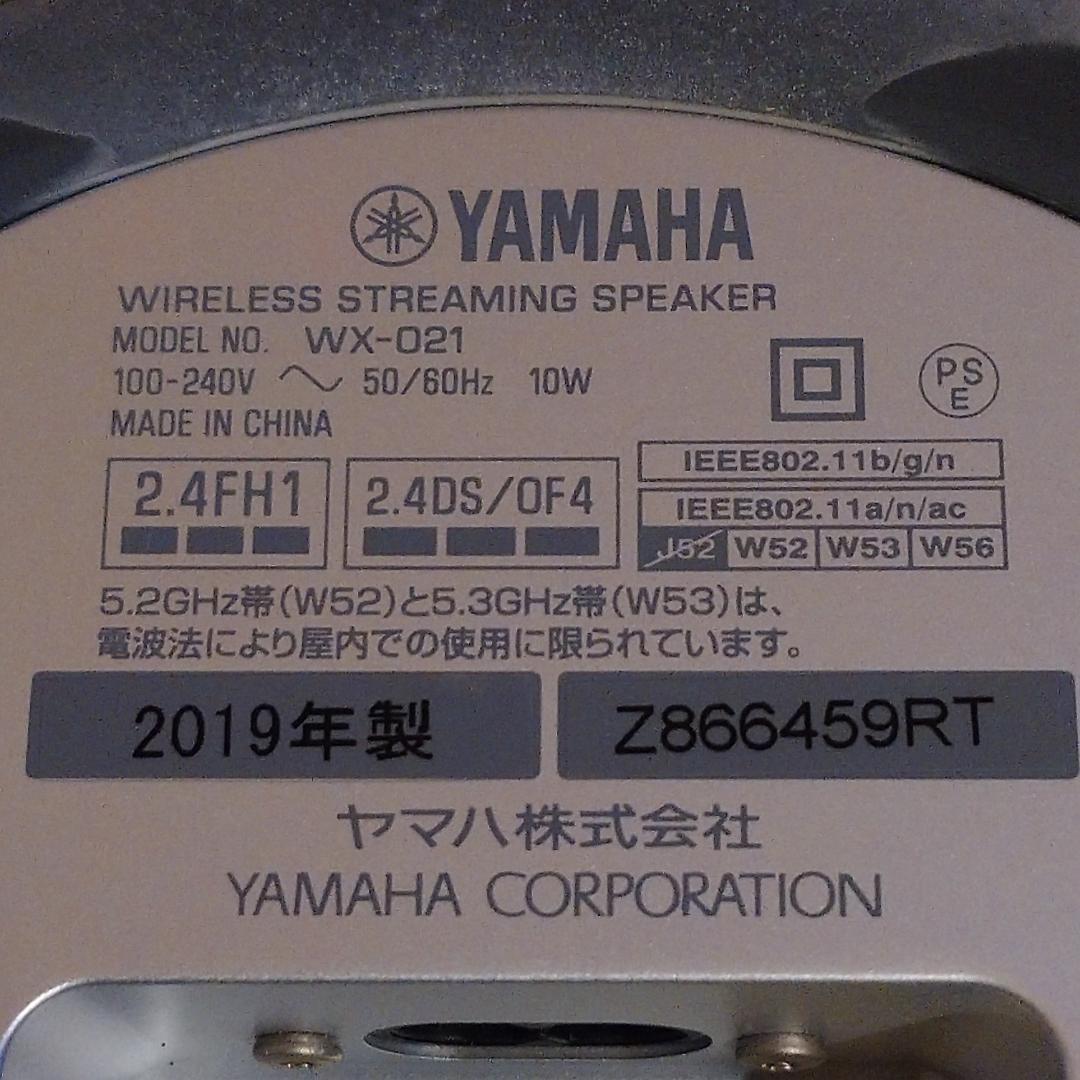 YAMAHA
WIRELESS STREAMING SPEAKER
MODEL NO. WX-021
100-240V ～ 50/60Hz 10W
MADE IN CHINA
PSE
2.4FH1
2.4DS/OF4
IEEE802.11b/g/n
IEEE802.11a/n/ac
J52 W52 W53 W56
5.2GHz帯(W52)と5.3GHz帯(W53)は、
電波法により屋内での使用に限られています。
2019年製
Z866459RT
ヤマハ株式会社
YAMAHA CORPORATION